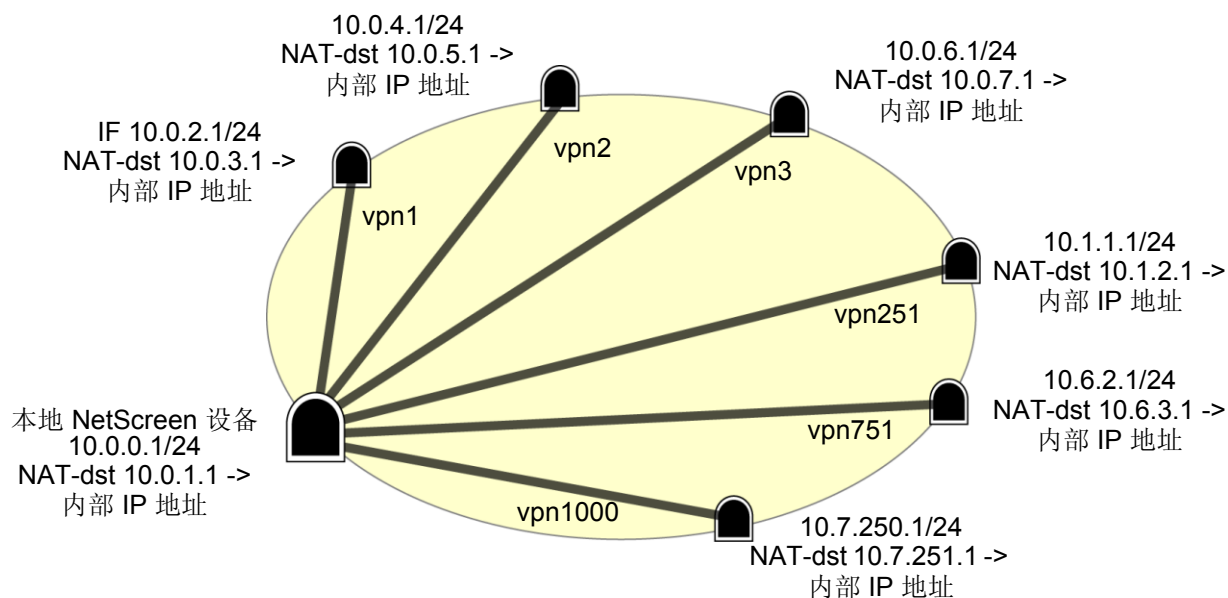 10.0.4.1/24
NAT-dst 10.0.5.1 ->
内部 IP 地址
10.0.6.1/24
NAT-dst 10.0.7.1 ->
内部 IP 地址
IF 10.0.2.1/24
NAT-dst 10.0.3.1 ->
内部 IP 地址
vpn1
vpn2
vpn3
10.1.1.1/24
NAT-dst 10.1.2.1 ->
内部 IP 地址
vpn251
10.6.2.1/24
NAT-dst 10.6.3.1 ->
内部 IP 地址
vpn751
本地 NetScreen 设备
10.0.0.1/24
NAT-dst 10.0.1.1 ->
内部 IP 地址
vpn1000
10.7.250.1/24
NAT-dst 10.7.251.1 ->
内部 IP 地址